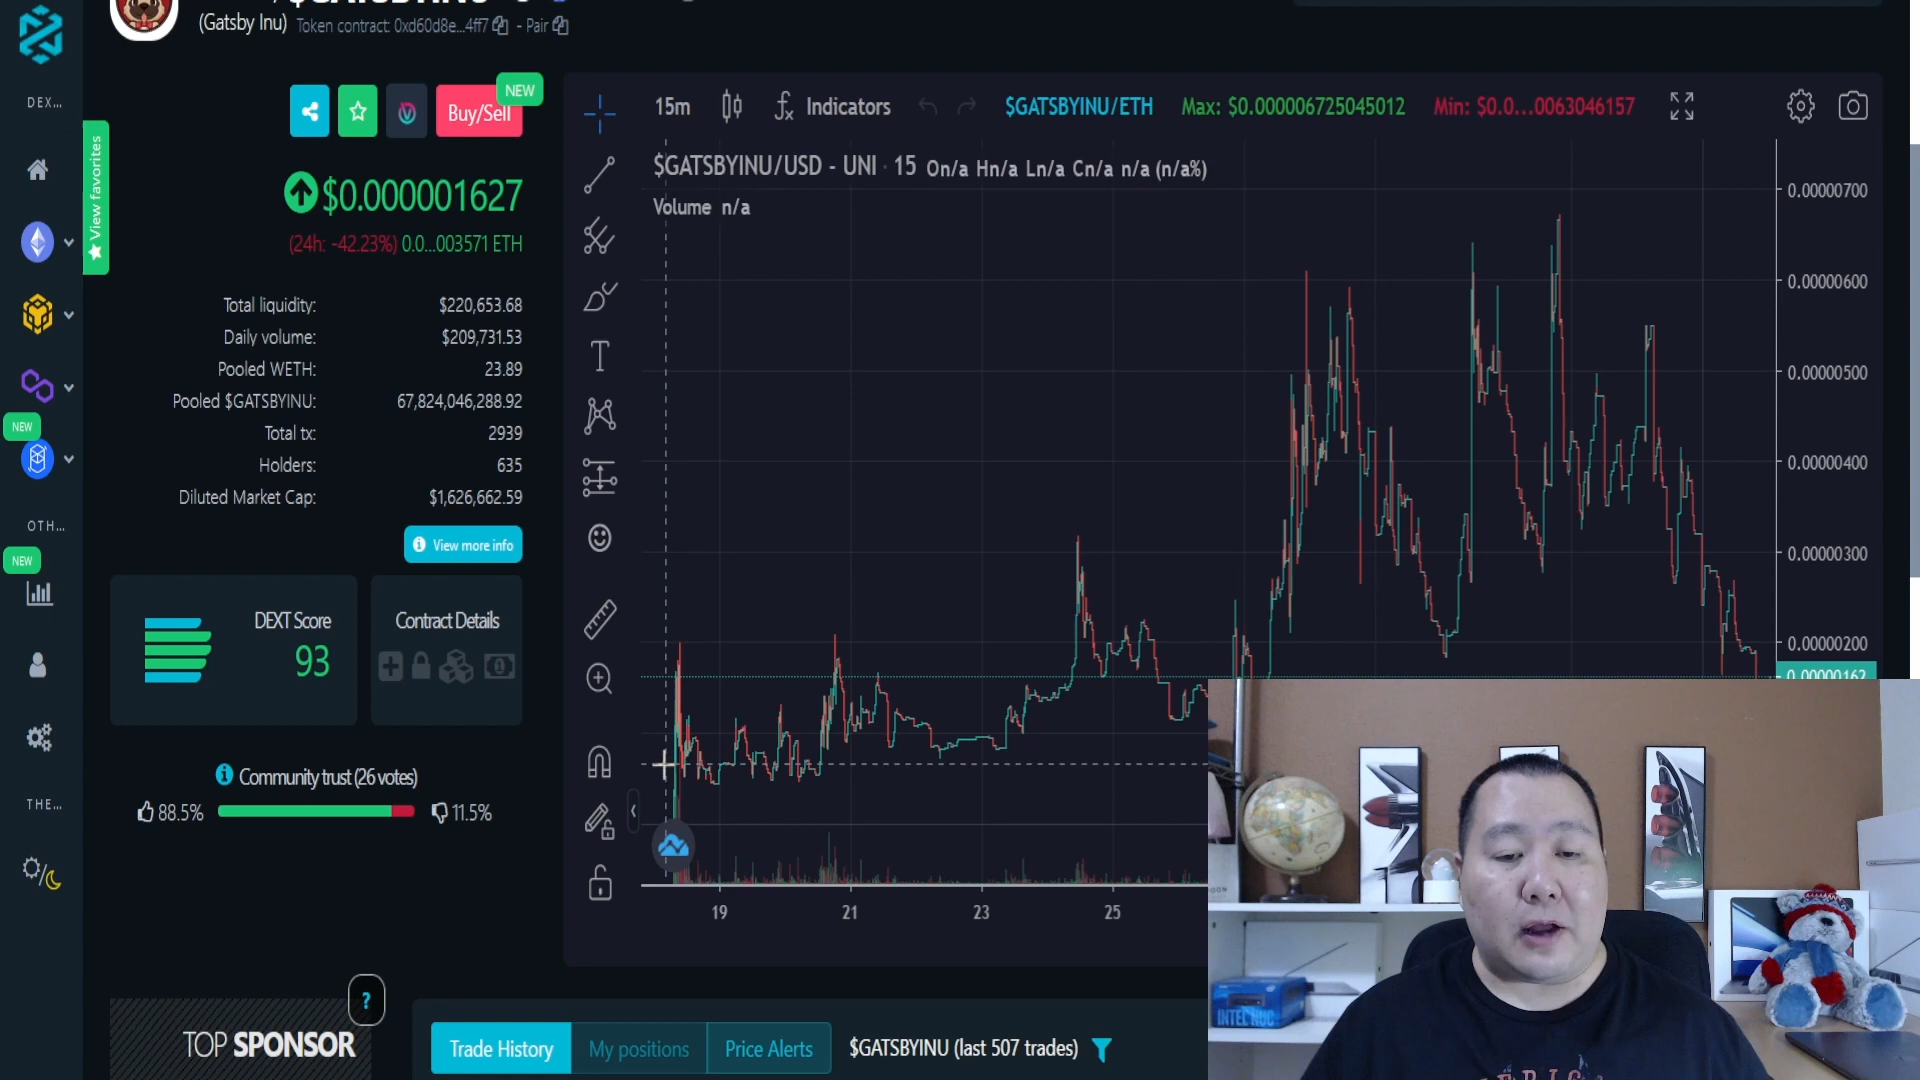 (Gatsby Inu) Token contract: 0xd60d8e...4ff7 - Pair
DEX...
NEW
Buy/Sell
View favorites
$0.000001627
(24h: -42.23%) 0.0...003571 ETH
Total liquidity: $220,653.68
Daily volume: $209,731.53
Pooled WETH: 23.89
Pooled $GATSBYINU: 67,824,046,288.92
NEW
Total tx: 2939
Holders: 635
Diluted Market Cap: $1,626,662.59
OTH...
View more info
NEW
DEXT Score
93
Contract Details
Community trust (26 votes)
88.5%
11.5%
THE...
15m Indicators $GATSBYINU/ETH Max: $0.000006725045012 Min: $0.0...0063046157
$GATSBYINU/USD - UNI · 15 On/a Hn/a Ln/a Cn/a n/a (n/a%)
Volume n/a
0.00000700
0.00000600
0.00000500
0.00000400
0.00000300
0.00000200
0.00000162
19 21 23 25
TOP SPONSOR
?
Trade History My positions Price Alerts $GATSBYINU (last 507 trades)
INTEL NUC